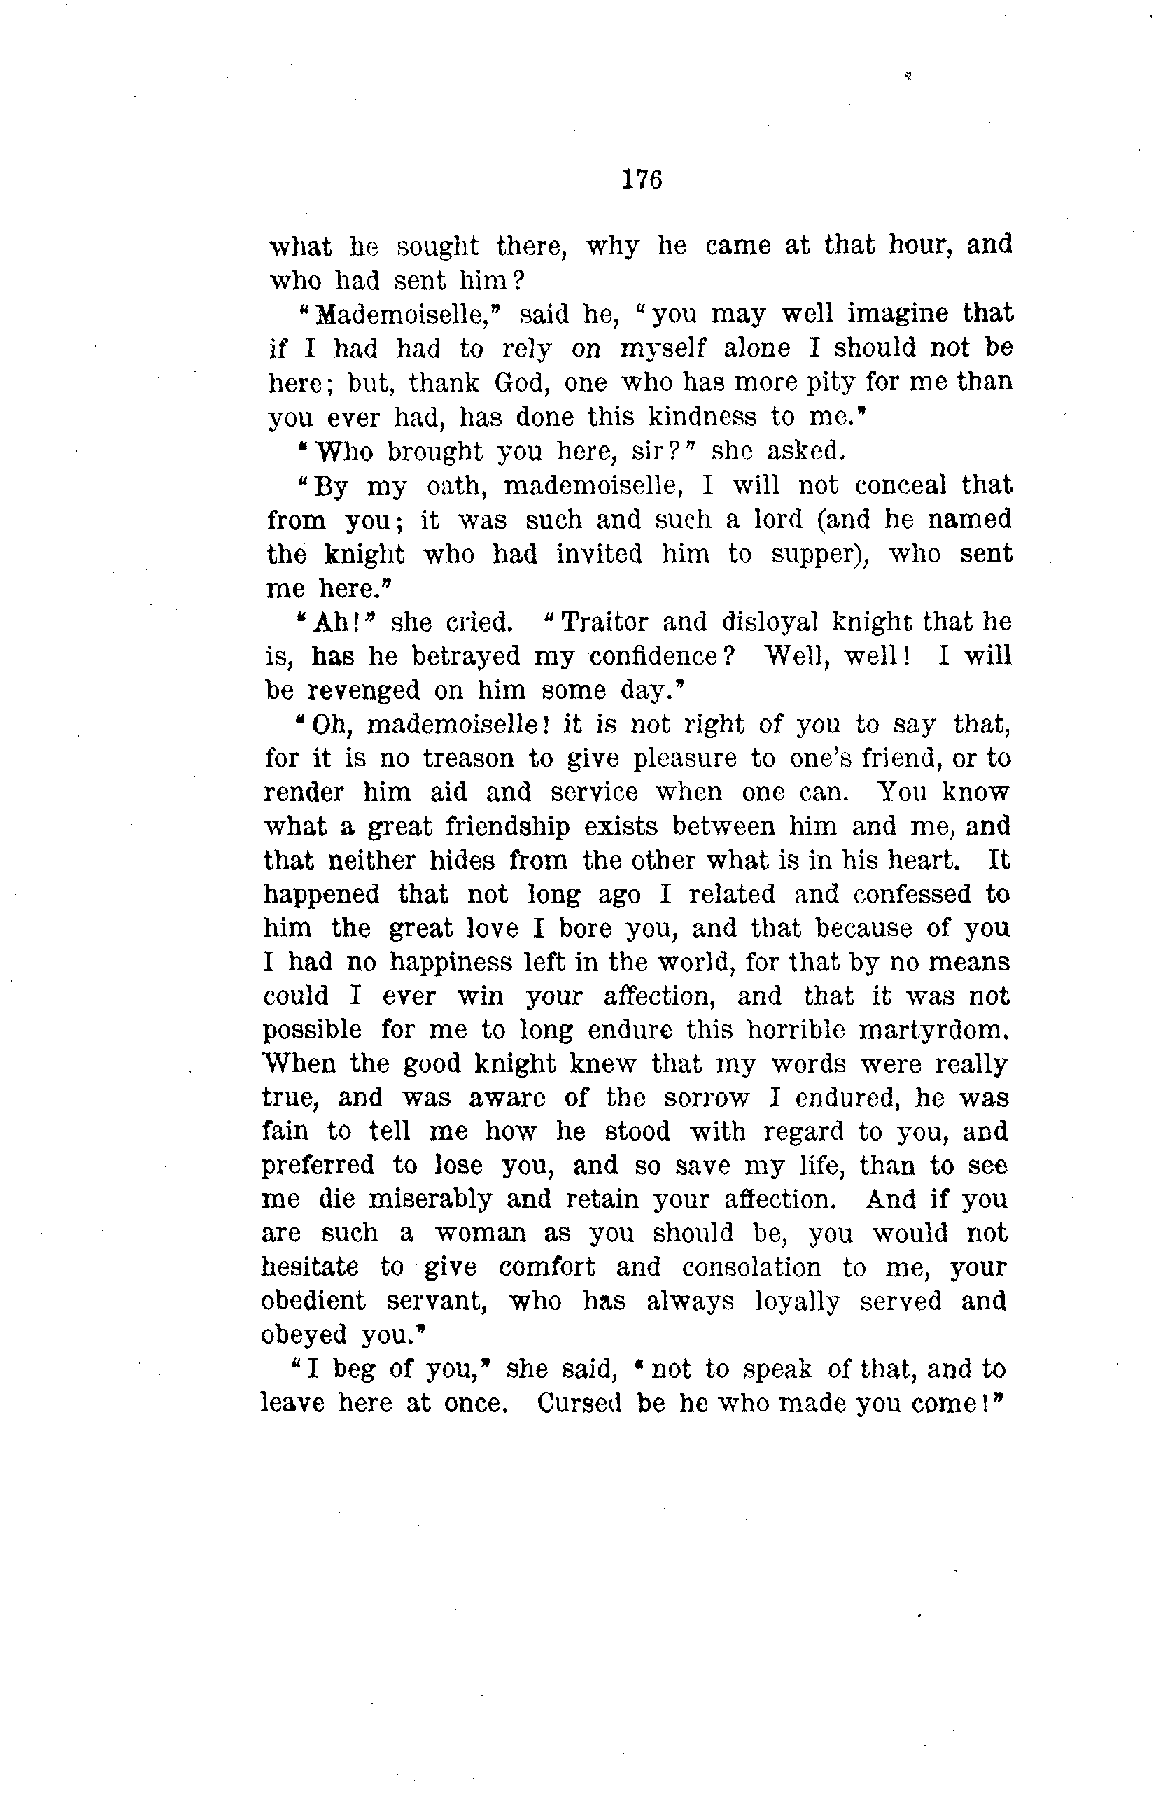 176
what he sought there, why he came at that hour, and
who had sent him?
"Mademoiselle," said he, "you may well imagine that
if I had had to rely on myself alone I should not be
here; but, thank God, one who has more pity for me than
you ever had, has done this kindness to me."
"Who brought you here, sir?" she asked.
"By my oath, mademoiselle, I will not conceal that
from you; it was such and such a lord (and he named
the knight who had invited him to supper), who sent
me here."
"Ah!" she cried. "Traitor and disloyal knight that he
is, has he betrayed my confidence? Well, well! I will
be revenged on him some day."
"Oh, mademoiselle! it is not right of you to say that,
for it is no treason to give pleasure to one's friend, or to
render him aid and service when one can. You know
what a great friendship exists between him and me, and
that neither hides from the other what is in his heart. It
happened that not long ago I related and confessed to
him the great love I bore you, and that because of you
I had no happiness left in the world, for that by no means
could I ever win your affection, and that it was not
possible for me to long endure this horrible martyrdom.
When the good knight knew that my words were really
true, and was aware of the sorrow I endured, he was
fain to tell me how he stood with regard to you, and
preferred to lose you, and so save my life, than to see
me die miserably and retain your affection. And if you
are such a woman as you should be, you would not
hesitate to give comfort and consolation to me, your
obedient servant, who has always loyally served and
obeyed you."
"I beg of you," she said, "not to speak of that, and to
leave here at once. Cursed be he who made you come!"